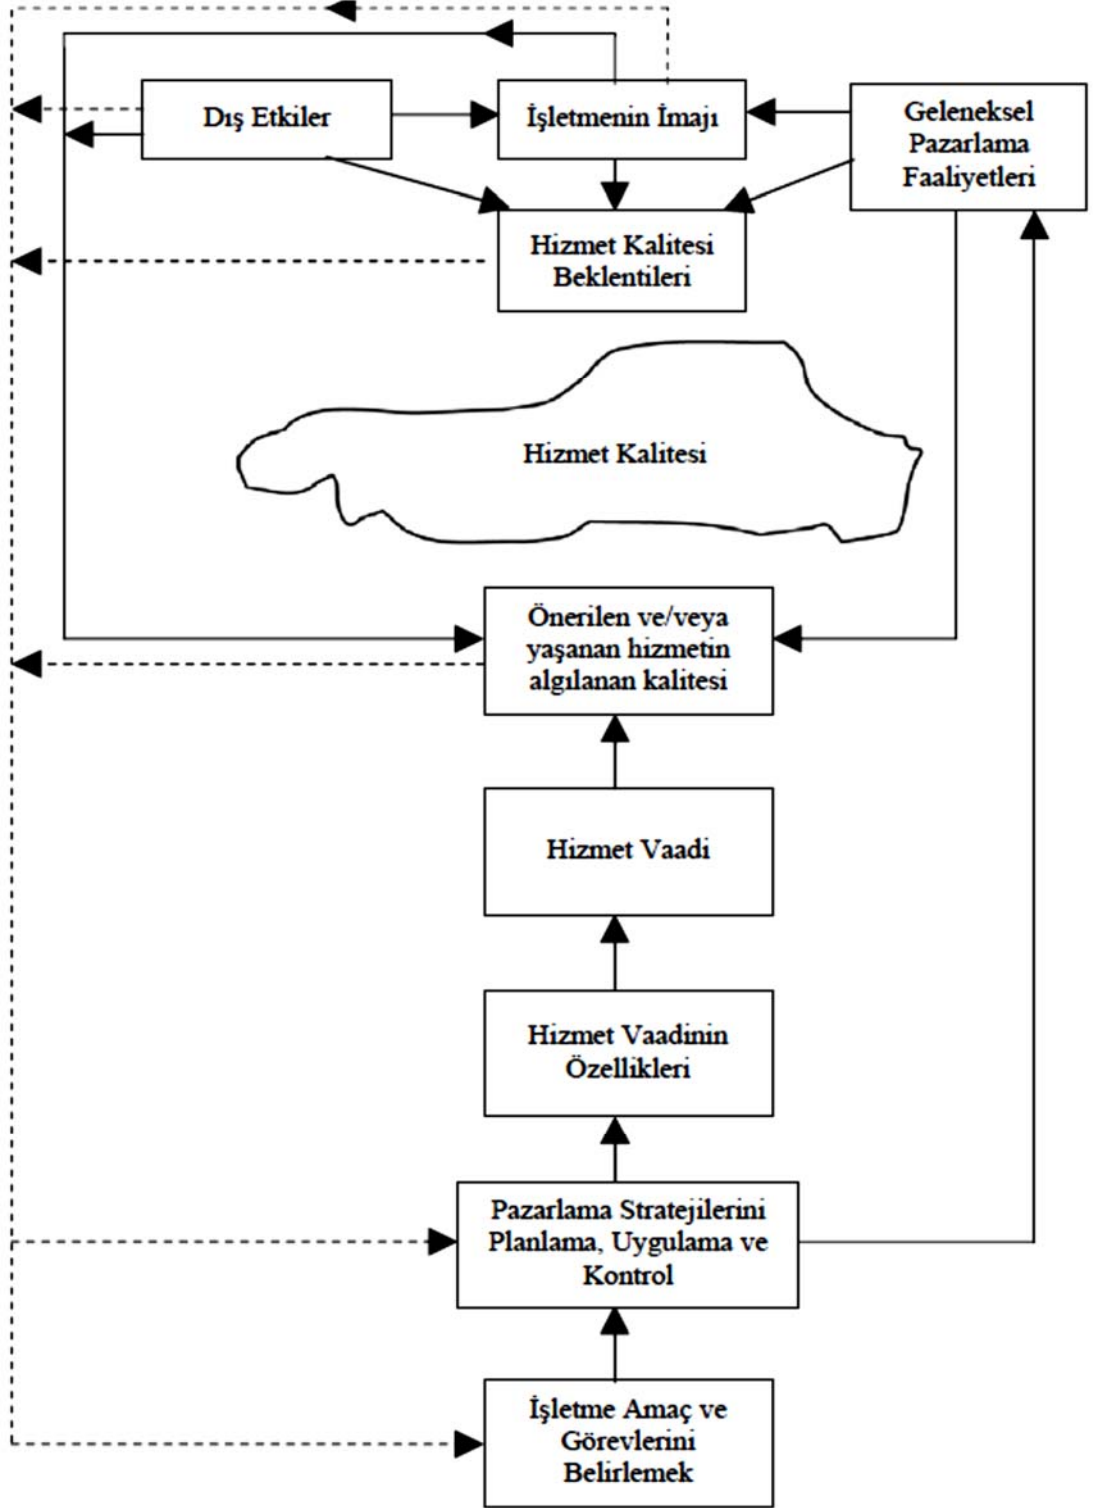 Dış Etkiler
İşletmenin İmajı
Geleneksel
Pazarlama
Faaliyetleri
Hizmet Kalitesi
Beklentileri
Hizmet Kalitesi
Önerilen ve/veya
yaşanan hizmetin
algılanan kalitesi
Hizmet Vaadi
Hizmet Vaadinin
Özellikleri
Pazarlama Stratejilerini
Planlama, Uygulama ve
Kontrol
İşletme Amaç ve
Görevlerini
Belirlemek